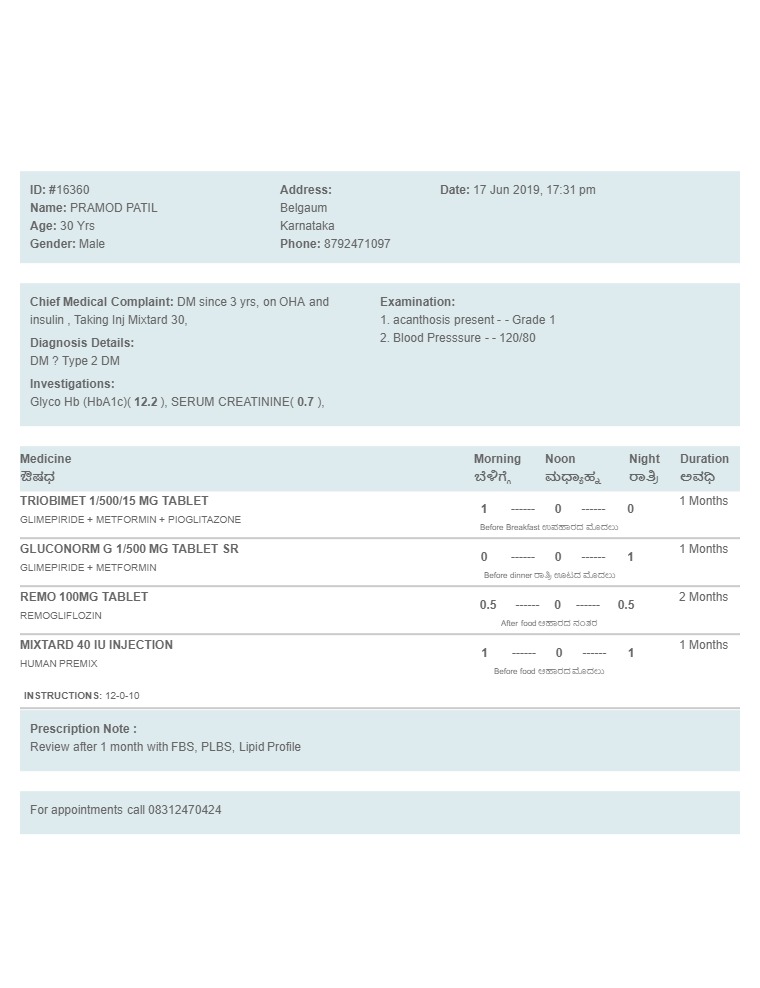 ID: #16360
Name: PRAMOD PATIL
Age: 30 Yrs
Gender: Male
Address:
Belgaum
Karnataka
Phone: 8792471097
Date: 17 Jun 2019, 17:31 pm
Chief Medical Complaint: DM since 3 yrs, on OHA and
insulin , Taking Inj Mixtard 30,
Diagnosis Details:
DM ? Type 2 DM
Investigations:
Glyco Hb (HbA1c)( 12.2 ), SERUM CREATININE( 0.7 ),
Examination:
1. acanthosis present - - Grade 1
2. Blood Presssure - - 120/80
Medicine Morning Noon Night Duration
ಔಷಧ ಬೆಳಿಗ್ಗೆ ಮಧ್ಯಾಹ್ನ ರಾತ್ರಿ ಅವಧಿ
TRIOBIMET 1/500/15 MG TABLET 1 ------ 0 ------ 0 1 Months
GLIMEPIRIDE + METFORMIN + PIOGLITAZONE
Before Breakfast ಉಪಹಾರದ ಮೊದಲು
GLUCONORM G 1/500 MG TABLET SR 0 ------ 0 ------ 1 1 Months
GLIMEPIRIDE + METFORMIN
Before dinner ರಾತ್ರಿ ಊಟದ ಮೊದಲು
REMO 100MG TABLET 0.5 ------ 0 ------ 0.5 2 Months
REMOGLIFLOZIN
After food ಆಹಾರದ ನಂತರ
MIXTARD 40 IU INJECTION 1 ------ 0 ------ 1 1 Months
HUMAN PREMIX
Before food ಆಹಾರದ ಮೊದಲು
INSTRUCTIONS: 12-0-10
Prescription Note :
Review after 1 month with FBS, PLBS, Lipid Profile
For appointments call 08312470424